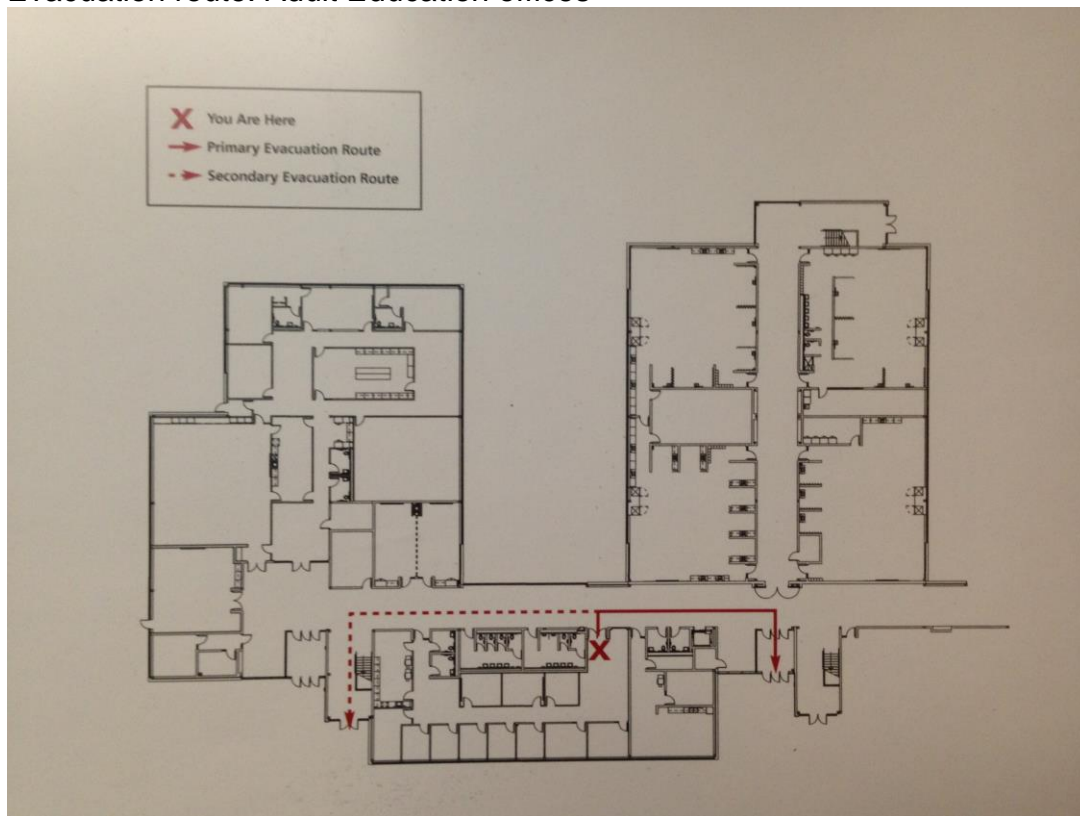 Evacuation route: Adult Education offices
X You Are Here
Primary Evacuation Route
Secondary Evacuation Route